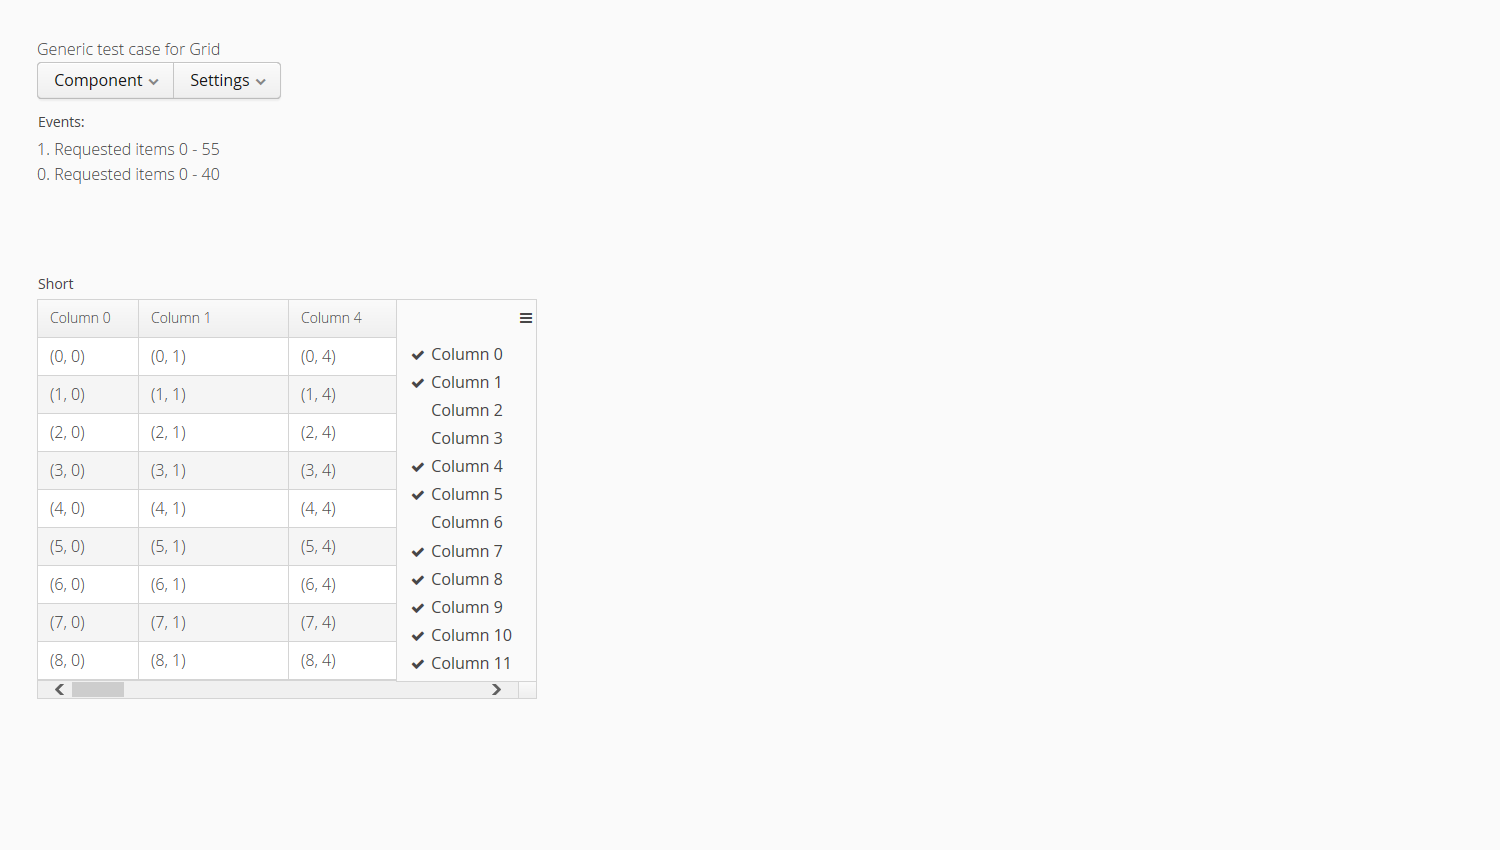 Generic test case for Grid
Component Settings
Events:
1. Requested items 0 - 55
0. Requested items 0 - 40
Short
Column 0 Column 1 Column 4
(0, 0) (0, 1) (0, 4) Column 0
(1, 0) (1, 1) (1, 4) Column 1
Column 2
(2, 0) (2, 1) (2, 4) Column 3
(3, 0) (3, 1) (3, 4) Column 4
(4, 0) (4, 1) (4, 4) Column 5
Column 6
(5, 0) (5, 1) (5, 4) Column 7
(6, 0) (6, 1) (6, 4) Column 8
Column 9
(7, 0) (7, 1) (7, 4) Column 10
(8, 0) (8, 1) (8, 4) Column 11